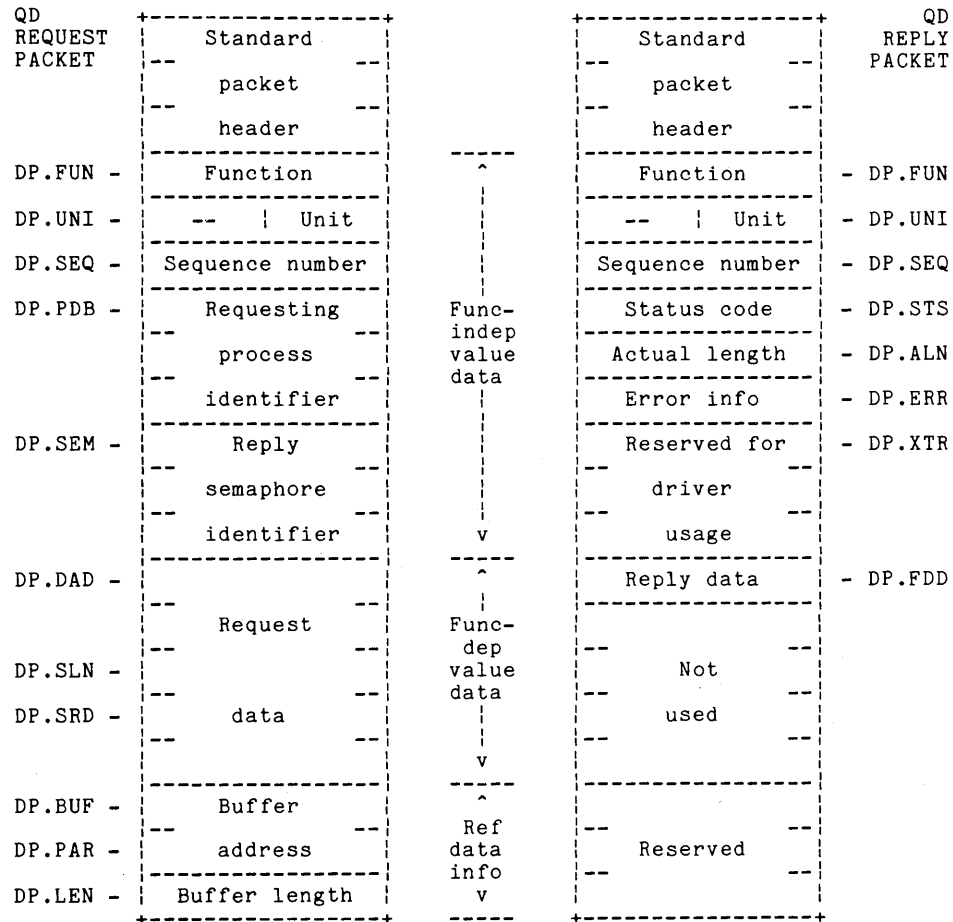 QD QD
REQUEST Standard Standard REPLY
PACKET PACKET
packet packet
header header
DP.FUN - Function ^ Function - DP.FUN
DP.UNI - -- | Unit -- | Unit - DP.UNI
DP.SEQ - Sequence number Sequence number - DP.SEQ
DP.PDB - Requesting Func- Status code - DP.STS
indep
process value Actual length - DP.ALN
data
identifier Error info - DP.ERR
DP.SEM - Reply Reserved for - DP.XTR
semaphore driver
identifier v usage
DP.DAD - ^ Reply data - DP.FDD
Request Func-
dep
DP.SLN - value Not
data
DP.SRD - data used
v
DP.BUF - Buffer ^
Ref
DP.PAR - address data Reserved
info
DP.LEN - Buffer length v